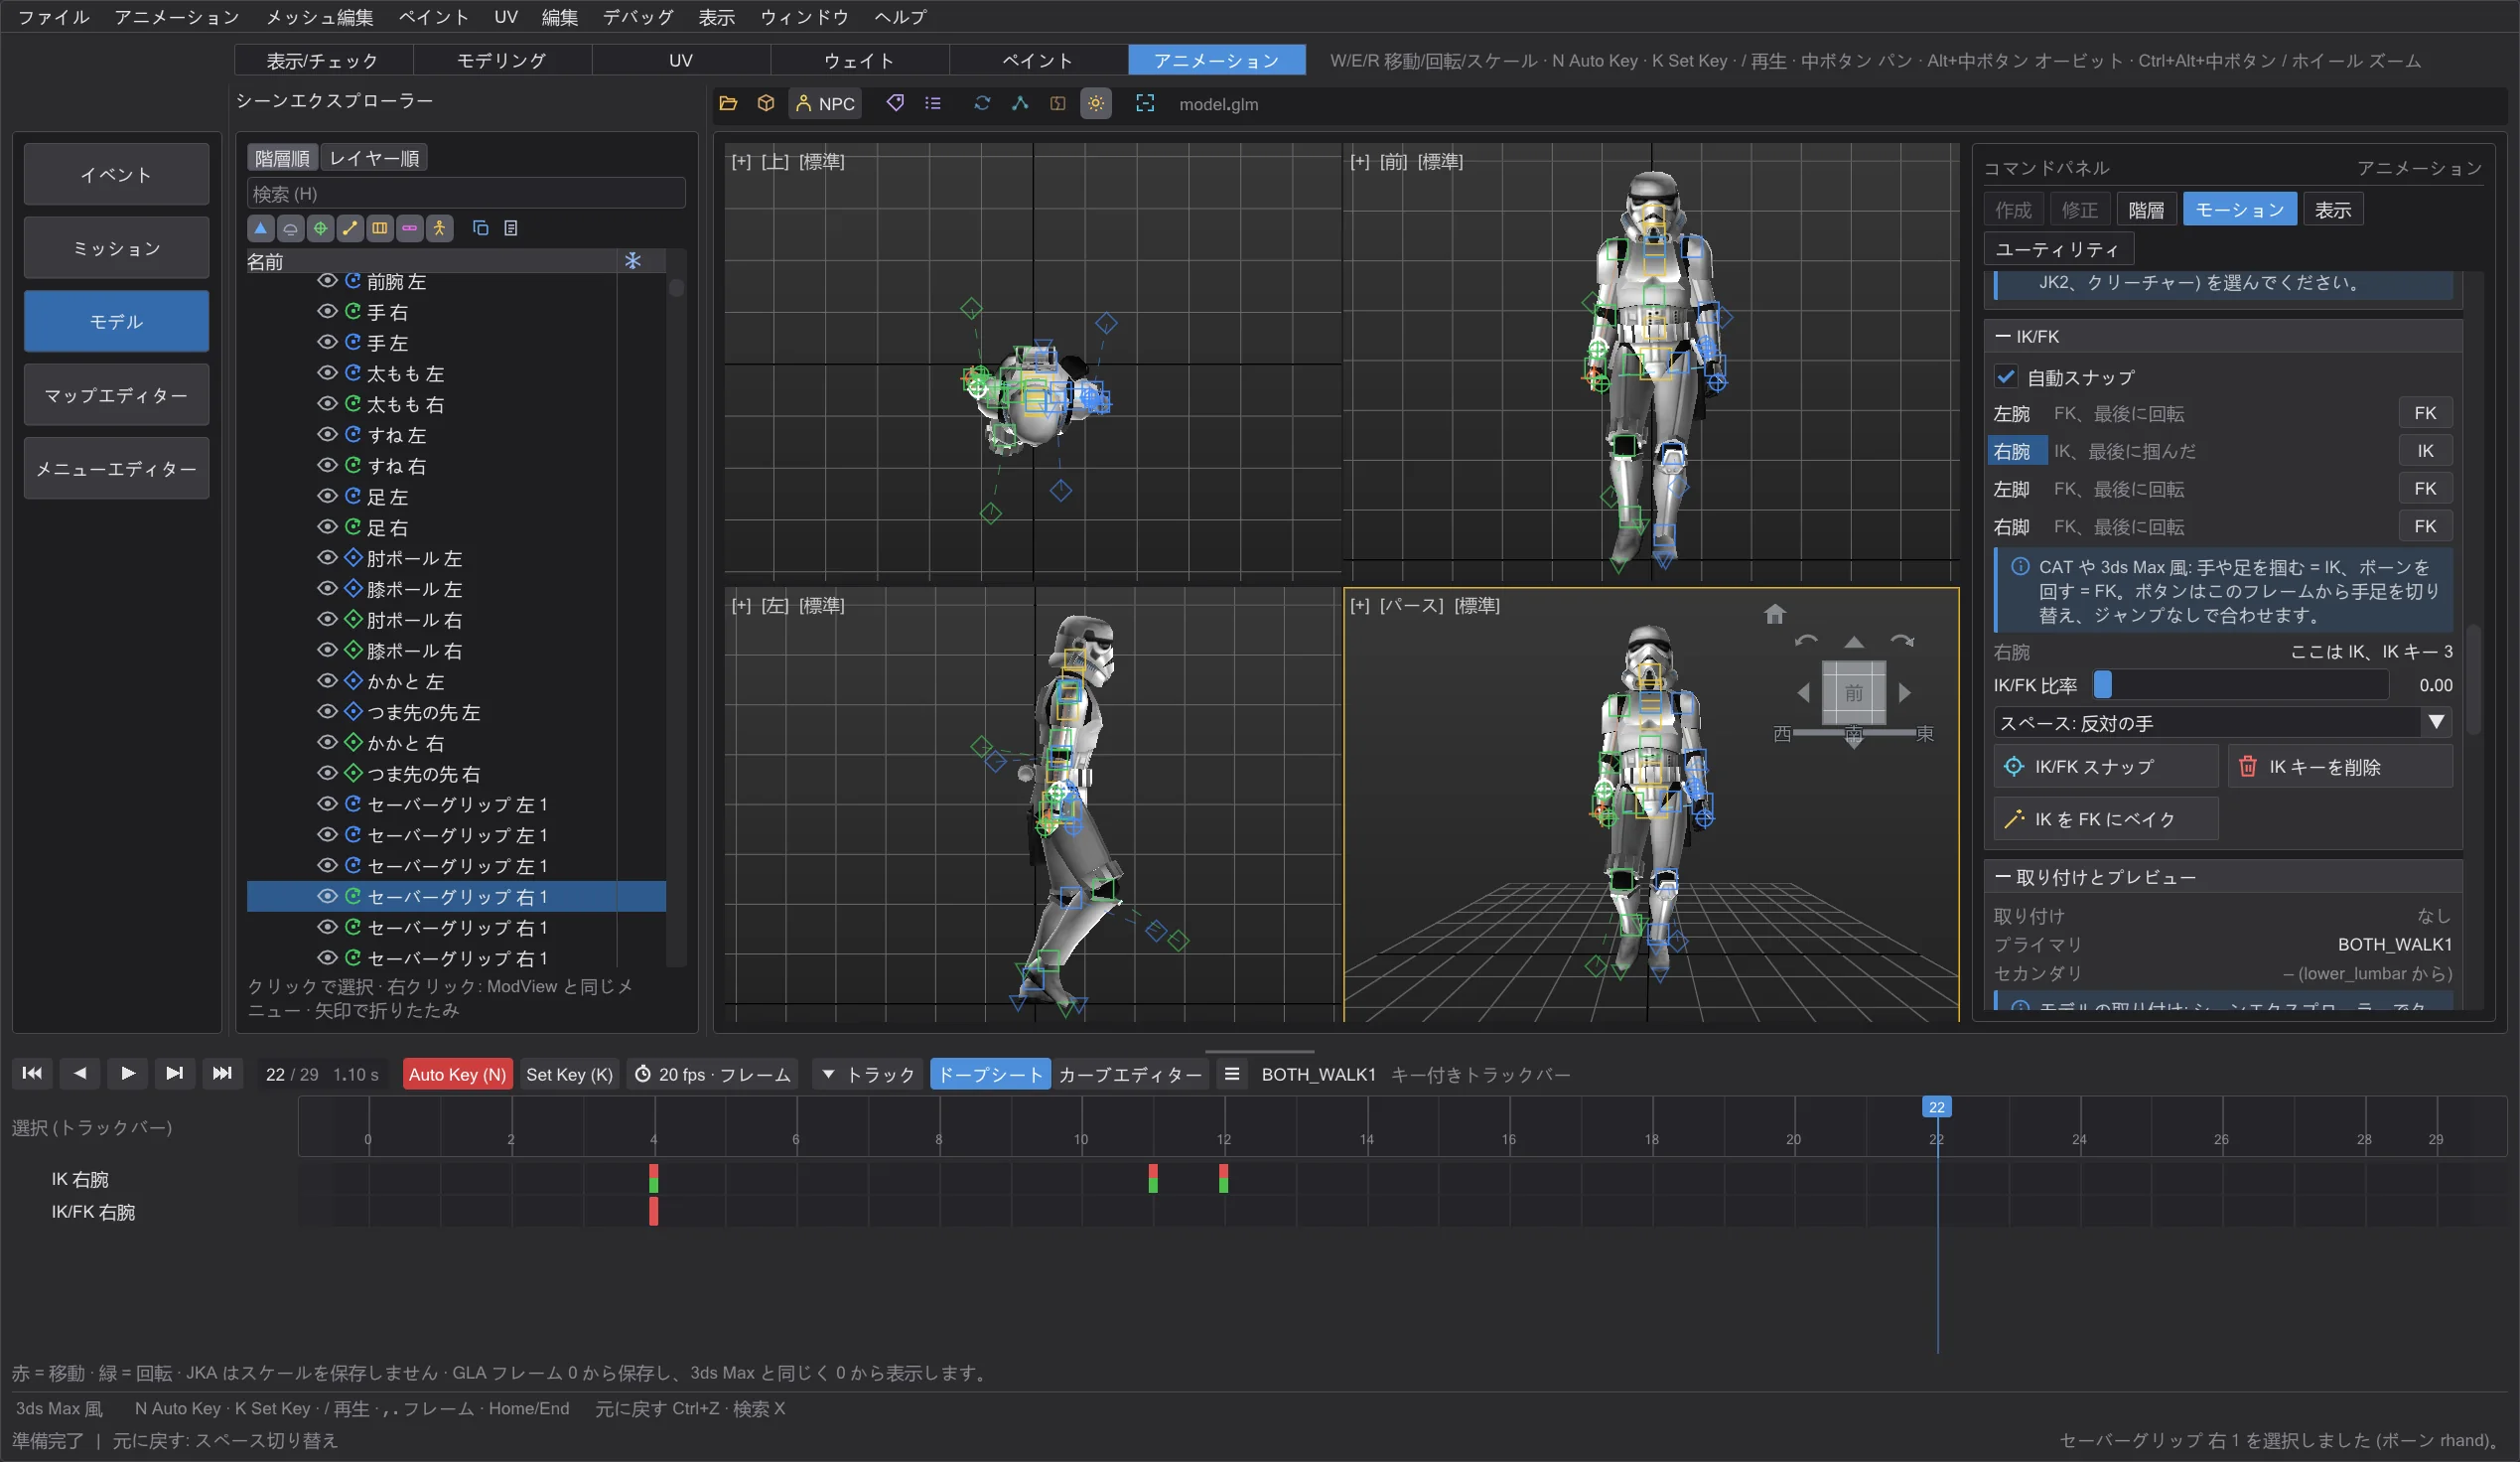 ファイル アニメーション メッシュ編集 ペイント UV 編集 デバッグ 表示 ウィンドウ ヘルプ
表示/チェック モデリング UV ウェイト ペイント アニメーション W/E/R 移動/回転/スケール · N Auto Key · K Set Key · / 再生 · 中ボタン パン · Alt+中ボタン オービット · Ctrl+Alt+中ボタン / ホイール ズーム
イベント
ミッション
モデル
マップエディター
メニューエディター
シーンエクスプローラー
階層順 レイヤー順
検索 (H)
名前
前腕 左
手 右
手 左
太もも 左
太もも 右
すね 左
すね 右
足 左
足 右
肘ポール 左
膝ポール 左
肘ポール 右
膝ポール 右
かかと 左
つま先の先 左
かかと 右
つま先の先 右
セーバーグリップ 左 1
セーバーグリップ 左 1
セーバーグリップ 左 1
セーバーグリップ 右 1
セーバーグリップ 右 1
セーバーグリップ 右 1
クリックで選択 · 右クリック: ModView と同じメ
ニュー · 矢印で折りたたみ
NPC model.glm
[+] [上] [標準]
[+] [前] [標準]
[+] [左] [標準]
[+] [パース] [標準]
前
西 南 東
コマンドパネル アニメーション
作成 修正 階層 モーション 表示
ユーティリティ
JK2、クリーチャー) を選んでください。
IK/FK
自動スナップ
左腕 FK、最後に回転 FK
右腕 IK、最後に掴んだ IK
左脚 FK、最後に回転 FK
右脚 FK、最後に回転 FK
CAT や 3ds Max 風: 手や足を掴む = IK、ボーンを
回す = FK。ボタンはこのフレームから手足を切り
替え、ジャンプなしで合わせます。
右腕 ここは IK、IK キー 3
IK/FK 比率 0.00
スペース: 反対の手
IK/FK スナップ IK キーを削除
IK を FK にベイク
取り付けとプレビュー
取り付け なし
プライマリ BOTH_WALK1
セカンダリ – (lower_lumbar から)
モデルの取り付け: シーンエクスプローラーでタ
22 / 29 1.10 s Auto Key (N) Set Key (K) 20 fps · フレーム トラック ドープシート カーブエディター BOTH_WALK1 キー付きトラックバー
選択 (トラックバー)
22
0 2 4 6 8 10 12 14 16 18 20 22 24 26 28 29
IK 右腕
IK/FK 右腕
赤 = 移動 · 緑 = 回転 · JKA はスケールを保存しません · GLA フレーム 0 から保存し、3ds Max と同じく 0 から表示します。
3ds Max 風 N Auto Key · K Set Key · / 再生 · , . フレーム · Home/End 元に戻す Ctrl+Z · 検索 X
準備完了 | 元に戻す: スペース切り替え
セーバーグリップ 右 1 を選択しました (ボーン rhand)。